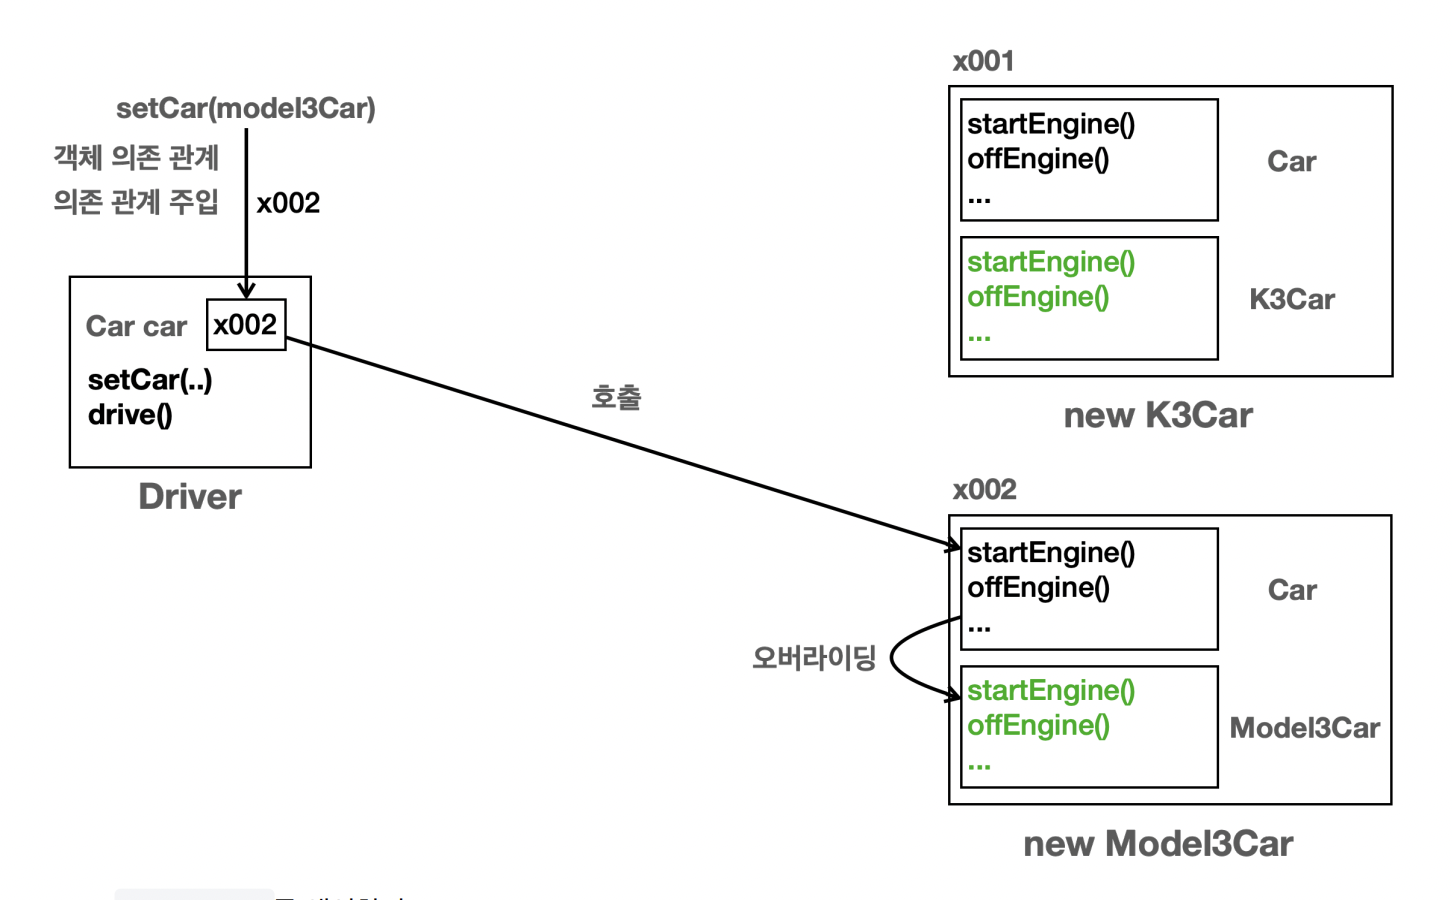 setCar(model3Car)
객체 의존 관계
의존 관계 주입
x002
Car car
x002
setCar(..)
drive()
Driver
호출
x001
startEngine()
offEngine()
...
Car
startEngine()
offEngine()
...
K3Car
new K3Car
x002
startEngine()
offEngine()
...
Car
오버라이딩
startEngine()
offEngine()
...
Model3Car
new Model3Car